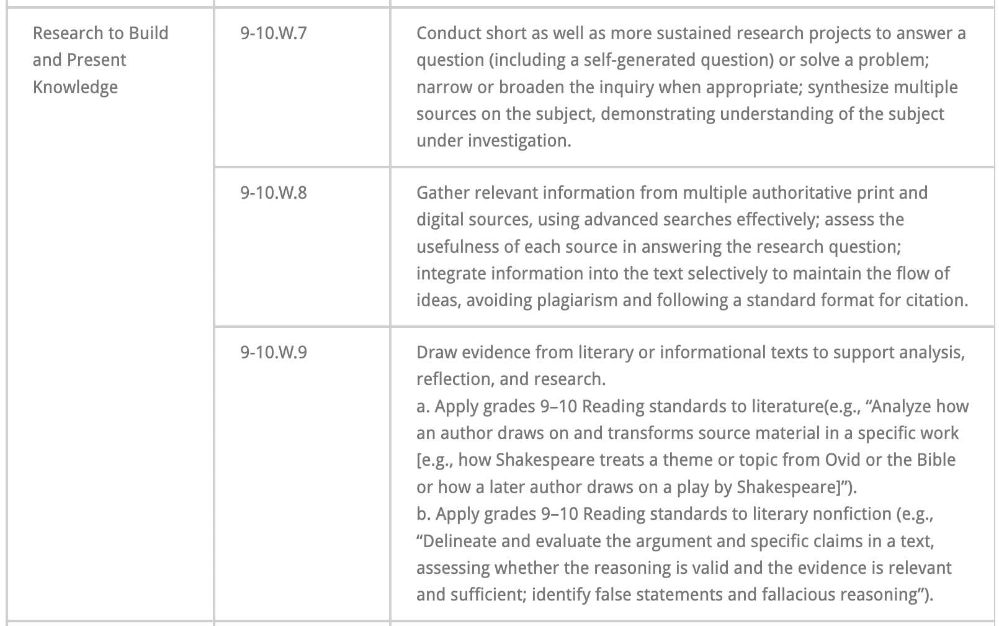 Research to Build
and Present
Knowledge
9-10.W.7
Conduct short as well as more sustained research projects to answer a
question (including a self-generated question) or solve a problem;
narrow or broaden the inquiry when appropriate; synthesize multiple
sources on the subject, demonstrating understanding of the subject
under investigation.
9-10.W.8
Gather relevant information from multiple authoritative print and
digital sources, using advanced searches effectively; assess the
usefulness of each source in answering the research question;
integrate information into the text selectively to maintain the flow of
ideas, avoiding plagiarism and following a standard format for citation.
9-10.W.9
Draw evidence from literary or informational texts to support analysis,
reflection, and research.
a. Apply grades 9–10 Reading standards to literature(e.g., “Analyze how
an author draws on and transforms source material in a specific work
[e.g., how Shakespeare treats a theme or topic from Ovid or the Bible
or how a later author draws on a play by Shakespeare]”).
b. Apply grades 9–10 Reading standards to literary nonfiction (e.g.,
“Delineate and evaluate the argument and specific claims in a text,
assessing whether the reasoning is valid and the evidence is relevant
and sufficient; identify false statements and fallacious reasoning”).